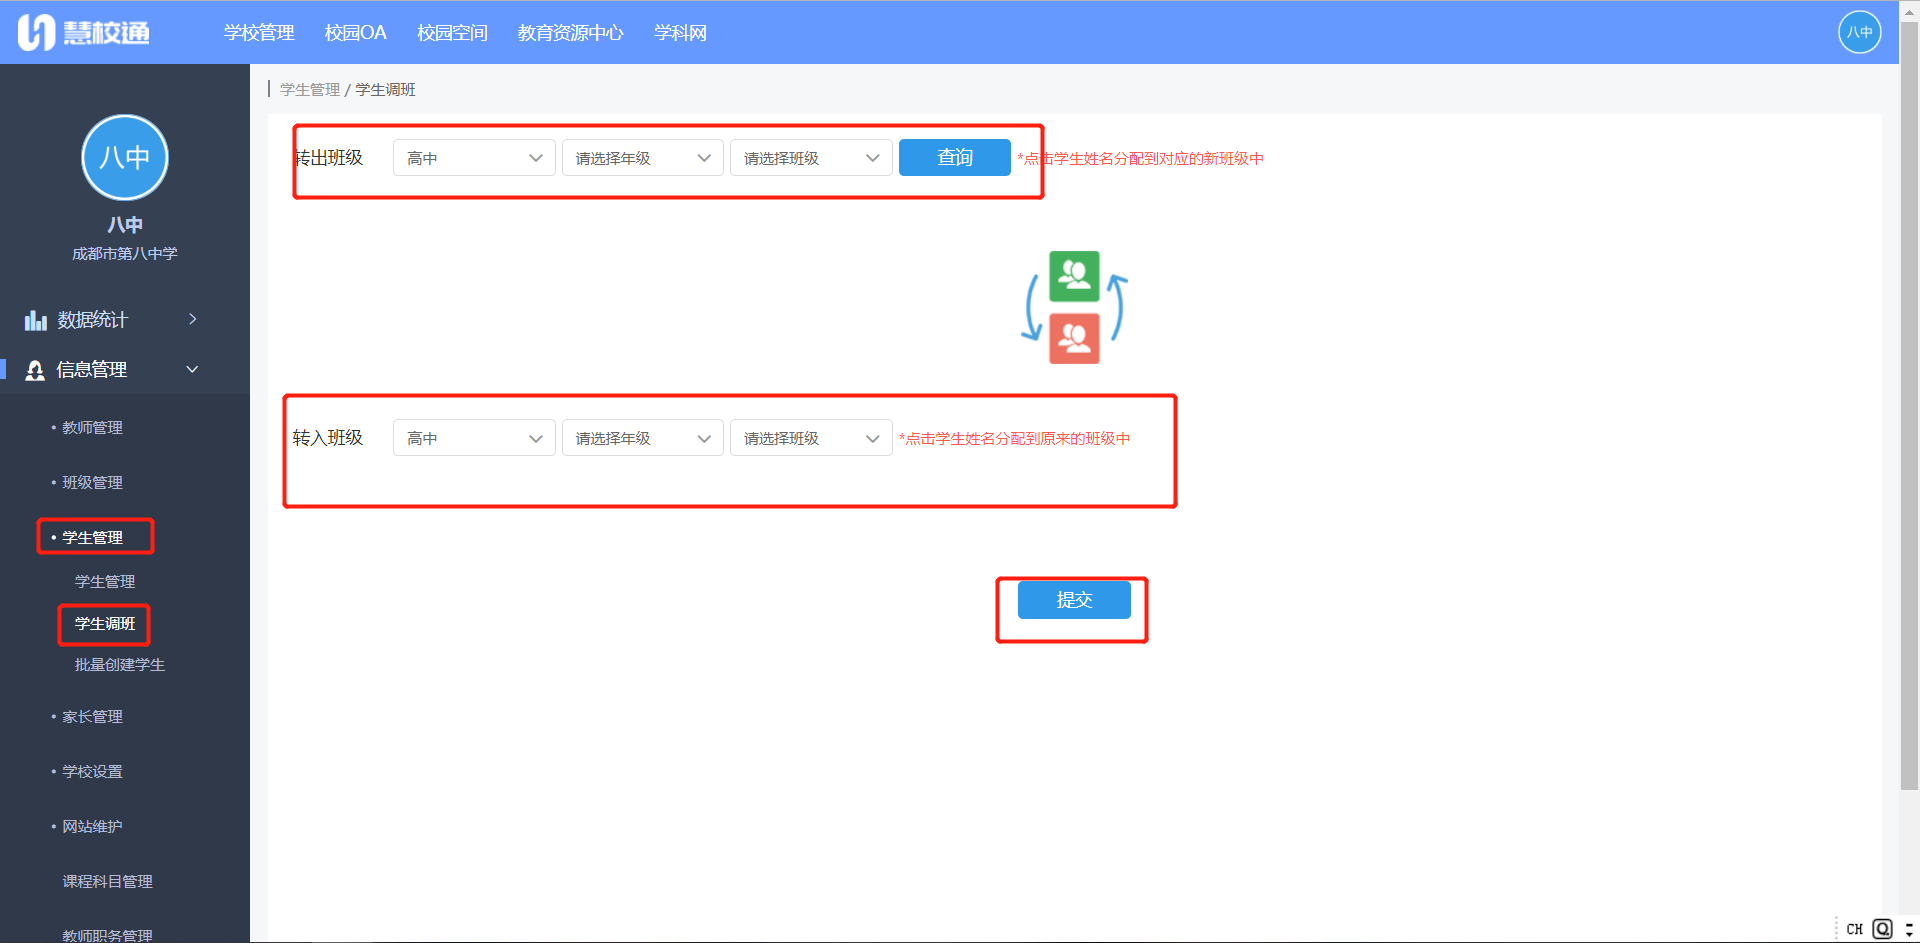 慧校通 学校管理 校园OA 校园空间 教育资源中心 学科网 八中
学生管理 / 学生调班
八中
八中
成都市第八中学
数据统计
信息管理
• 教师管理
• 班级管理
• 学生管理
学生管理
学生调班
批量创建学生
• 家长管理
• 学校设置
• 网站维护
课程科目管理
教师职务管理
转出班级 高中 请选择年级 请选择班级 查询 *点击学生姓名分配到对应的新班级中
转入班级 高中 请选择年级 请选择班级 *点击学生姓名分配到原来的班级中
提交
CH